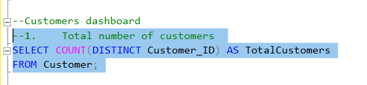 --Customers dashboard
--1.    Total number of customers
SELECT COUNT(DISTINCT Customer_ID) AS TotalCustomers
FROM Customer;